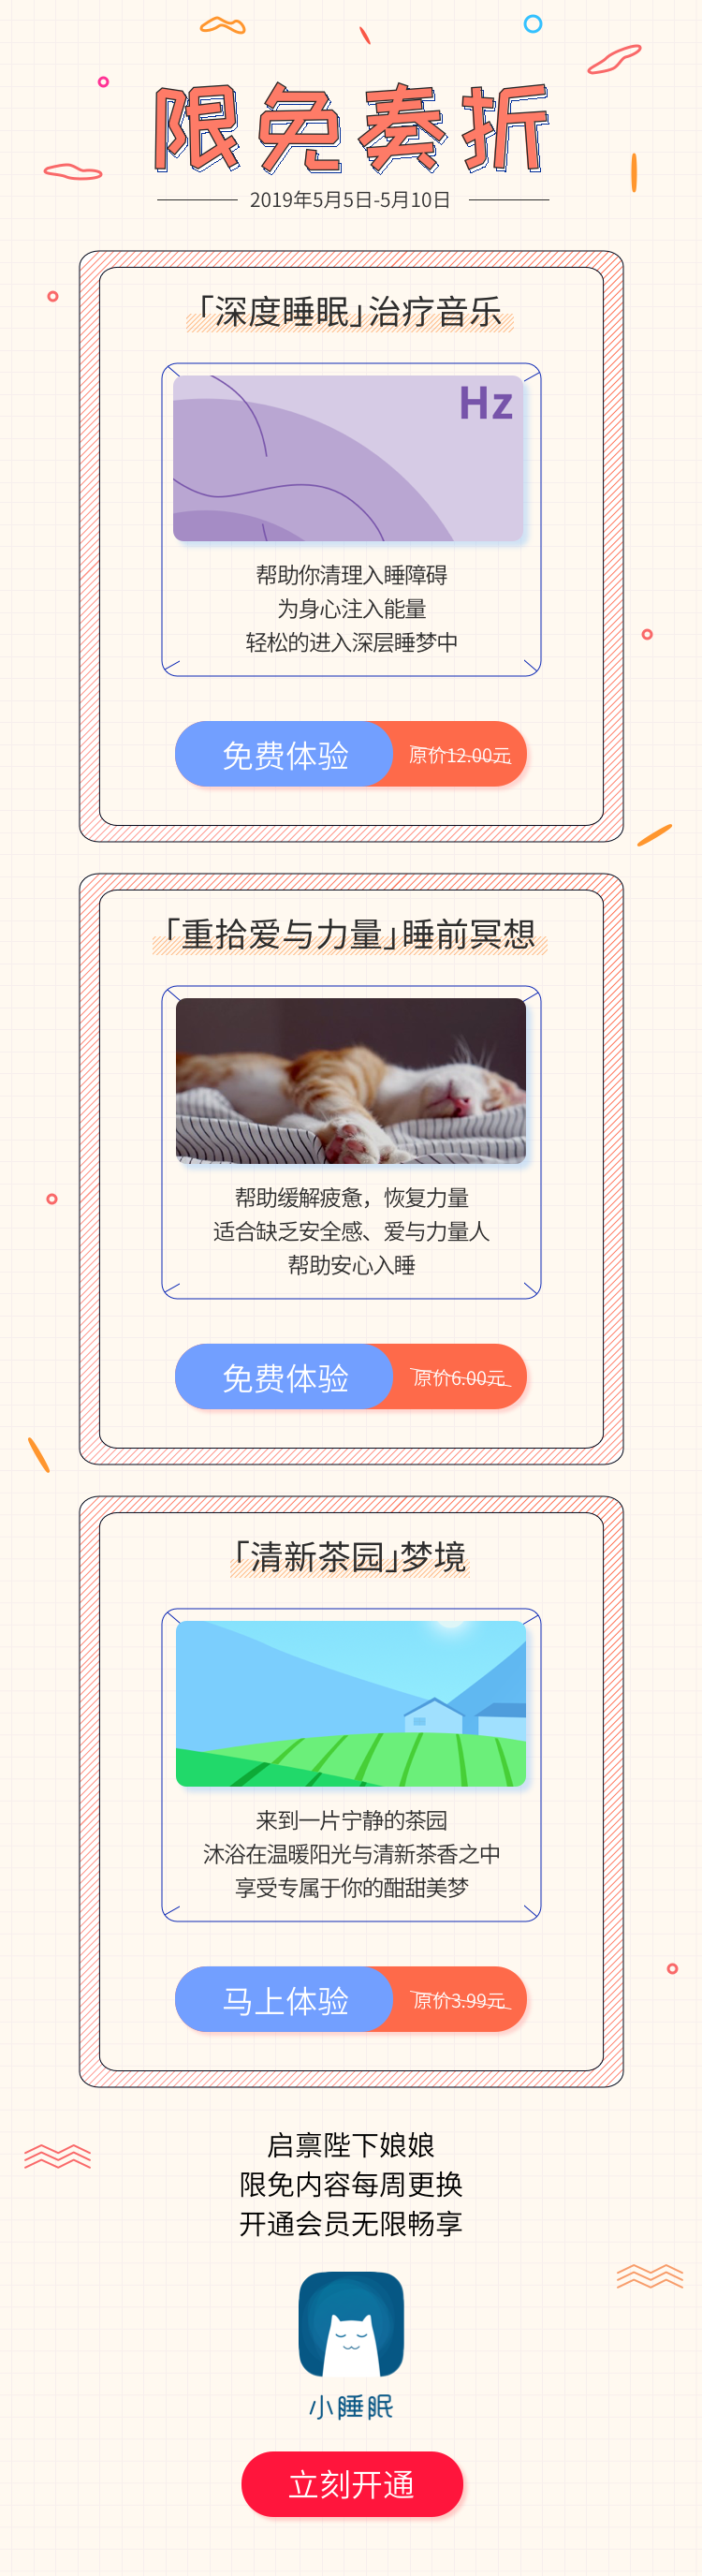 限免奏折
2019年5月5日-5月10日
「深度睡眠」治疗音乐
Hz
帮助你清理入睡障碍
为身心注入能量
轻松的进入深层睡梦中
免费体验 原价12.00元
「重拾爱与力量」睡前冥想
帮助缓解疲惫，恢复力量
适合缺乏安全感、爱与力量人
帮助安心入睡
免费体验 原价6.00元
「清新茶园」梦境
来到一片宁静的茶园
沐浴在温暖阳光与清新茶香之中
享受专属于你的酣甜美梦
马上体验 原价3.99元
启禀陛下娘娘
限免内容每周更换
开通会员无限畅享
小睡眠
立刻开通